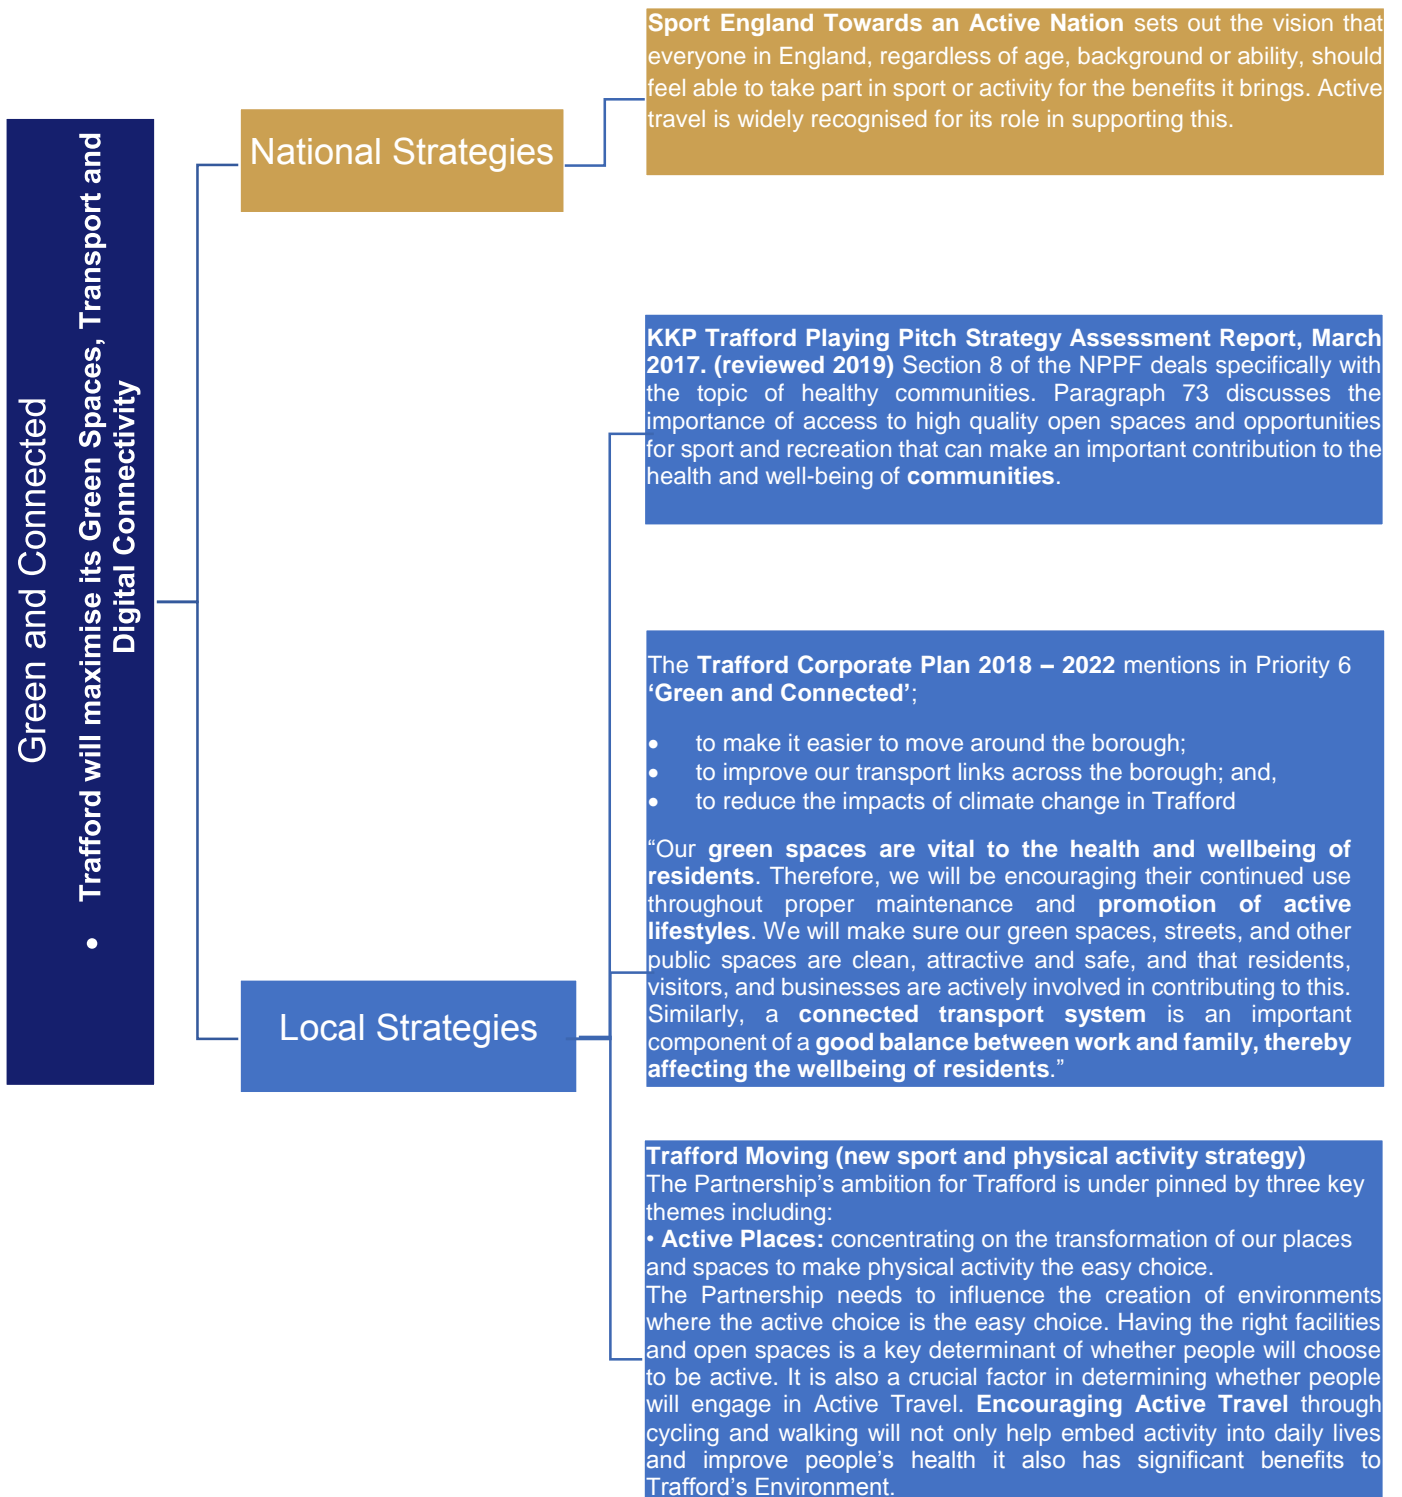 Green and Connected
• Trafford will maximise its Green Spaces, Transport and
Digital Connectivity
National Strategies
Sport England Towards an Active Nation sets out the vision that
everyone in England, regardless of age, background or ability, should
feel able to take part in sport or activity for the benefits it brings. Active
travel is widely recognised for its role in supporting this.
Local Strategies
KKP Trafford Playing Pitch Strategy Assessment Report, March
2017. (reviewed 2019) Section 8 of the NPPF deals specifically with
the topic of healthy communities. Paragraph 73 discusses the
importance of access to high quality open spaces and opportunities
for sport and recreation that can make an important contribution to the
health and well-being of communities.
The Trafford Corporate Plan 2018 – 2022 mentions in Priority 6
‘Green and Connected’;
• to make it easier to move around the borough;
• to improve our transport links across the borough; and,
• to reduce the impacts of climate change in Trafford
“Our green spaces are vital to the health and wellbeing of
residents. Therefore, we will be encouraging their continued use
throughout proper maintenance and promotion of active
lifestyles. We will make sure our green spaces, streets, and other
public spaces are clean, attractive and safe, and that residents,
visitors, and businesses are actively involved in contributing to this.
Similarly, a connected transport system is an important
component of a good balance between work and family, thereby
affecting the wellbeing of residents.”
Trafford Moving (new sport and physical activity strategy)
The Partnership’s ambition for Trafford is under pinned by three key
themes including:
• Active Places: concentrating on the transformation of our places
and spaces to make physical activity the easy choice.
The Partnership needs to influence the creation of environments
where the active choice is the easy choice. Having the right facilities
and open spaces is a key determinant of whether people will choose
to be active. It is also a crucial factor in determining whether people
will engage in Active Travel. Encouraging Active Travel through
cycling and walking will not only help embed activity into daily lives
and improve people’s health it also has significant benefits to
Trafford’s Environment.